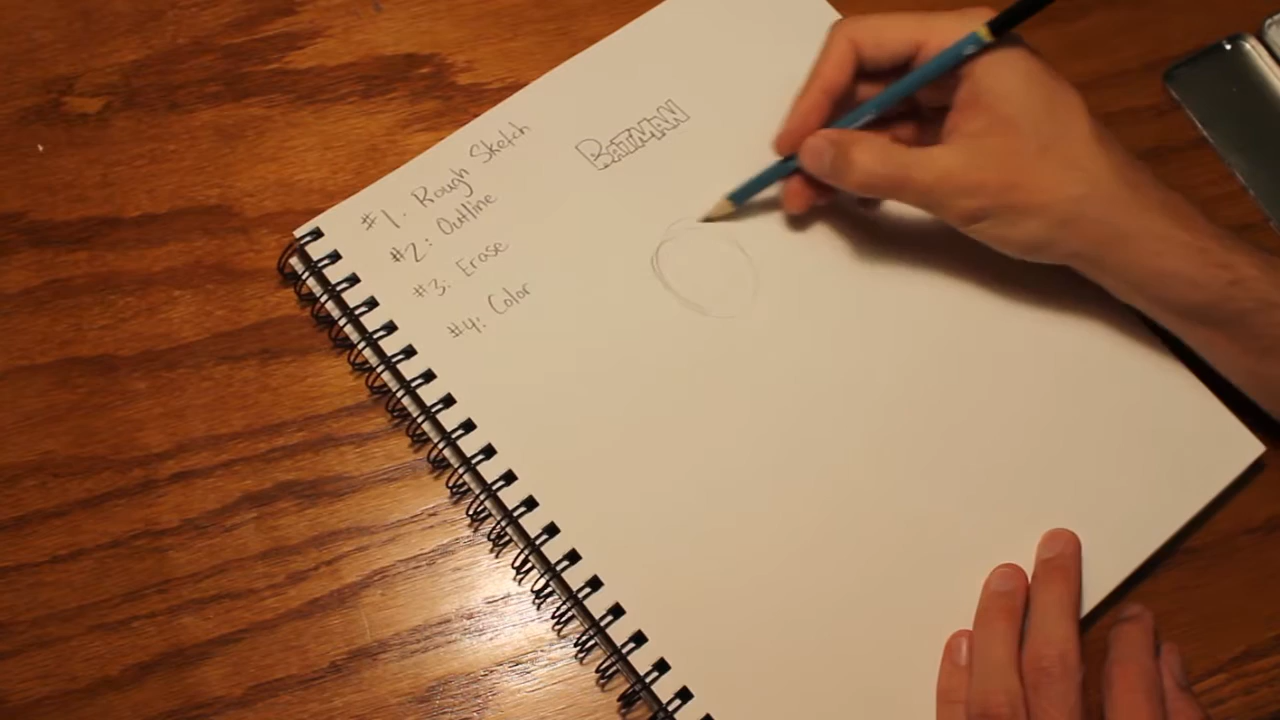 BATMAN
#1. Rough Sketch
#2: Outline
#3: Erase
#4: Color